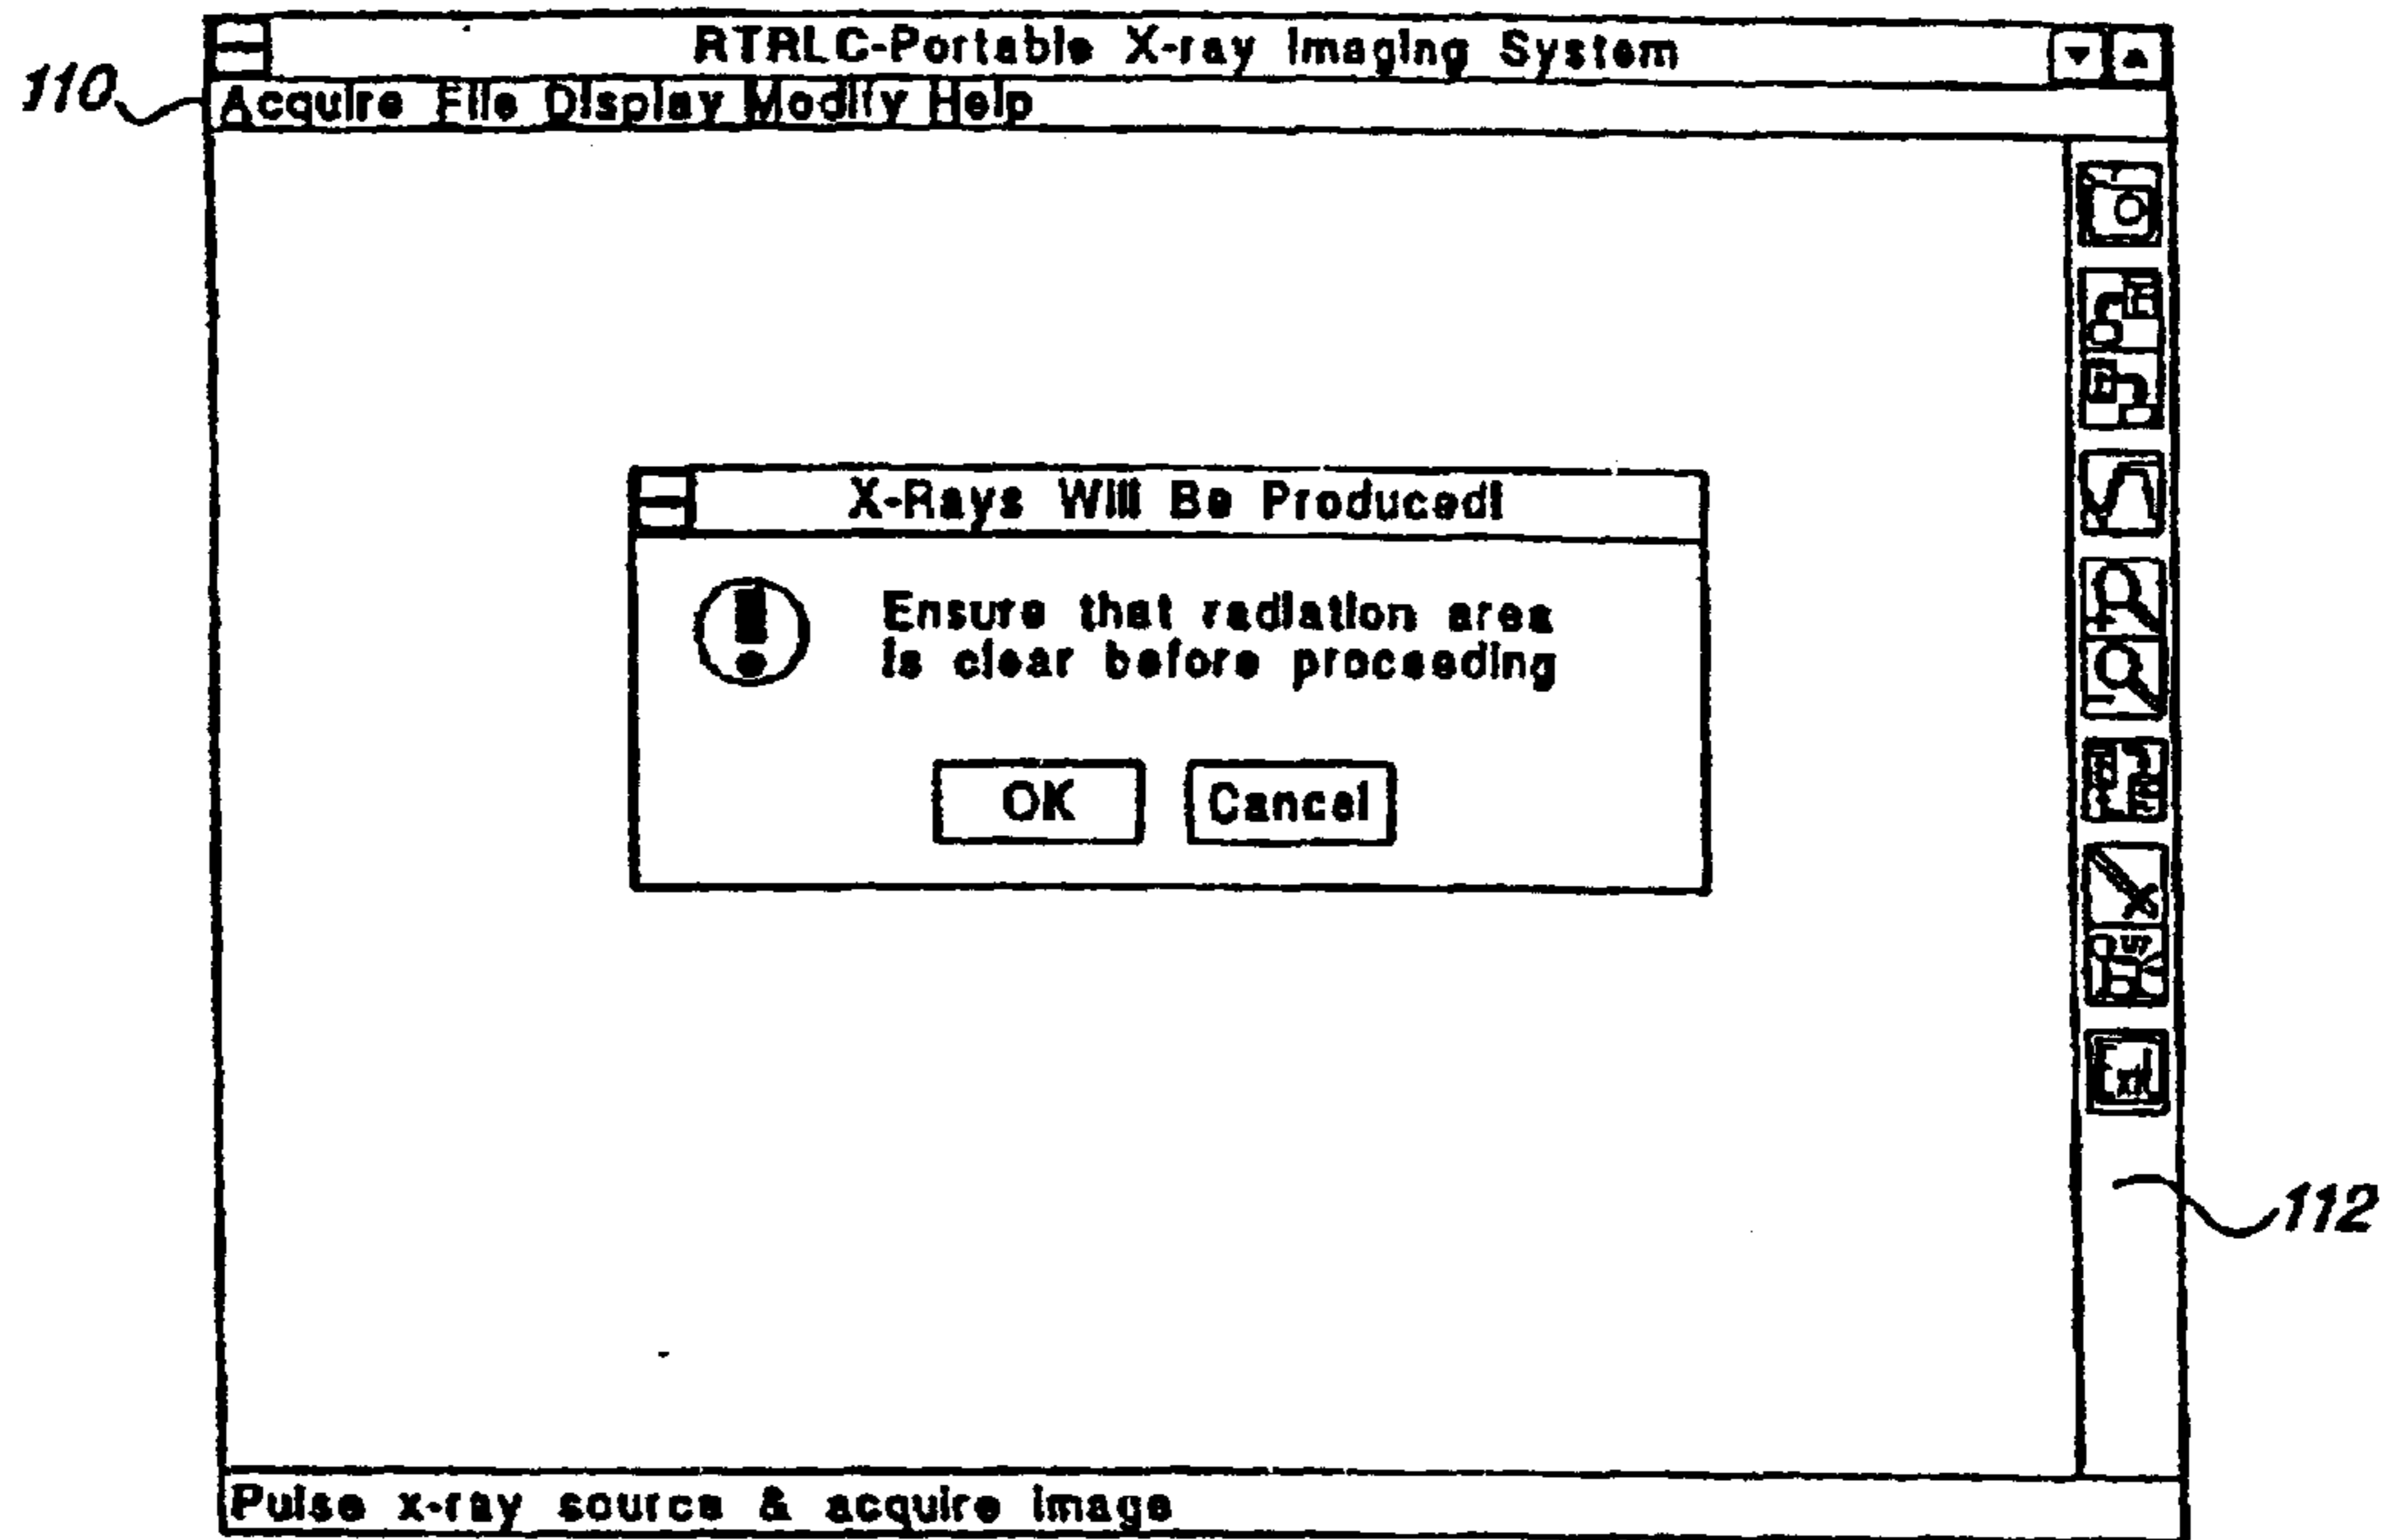 RTRLC-Portable X-ray Imaging System
110
Acquire File Display Modify Help
X-Rays Will Be Produced!
Ensure that radiation area
is clear before proceeding
OK Cancel
112
Pulse x-ray source & acquire image